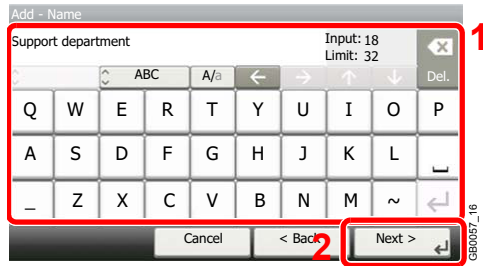 Add - Name
Support department
Input: 18
Limit: 32
1
ABC A/a ← → ↑ ↓ Del.
Q W E R T Y U I O P
A S D F G H J K L
_ Z X C V B N M ~
Cancel < Back 2 Next >
GB0057_16